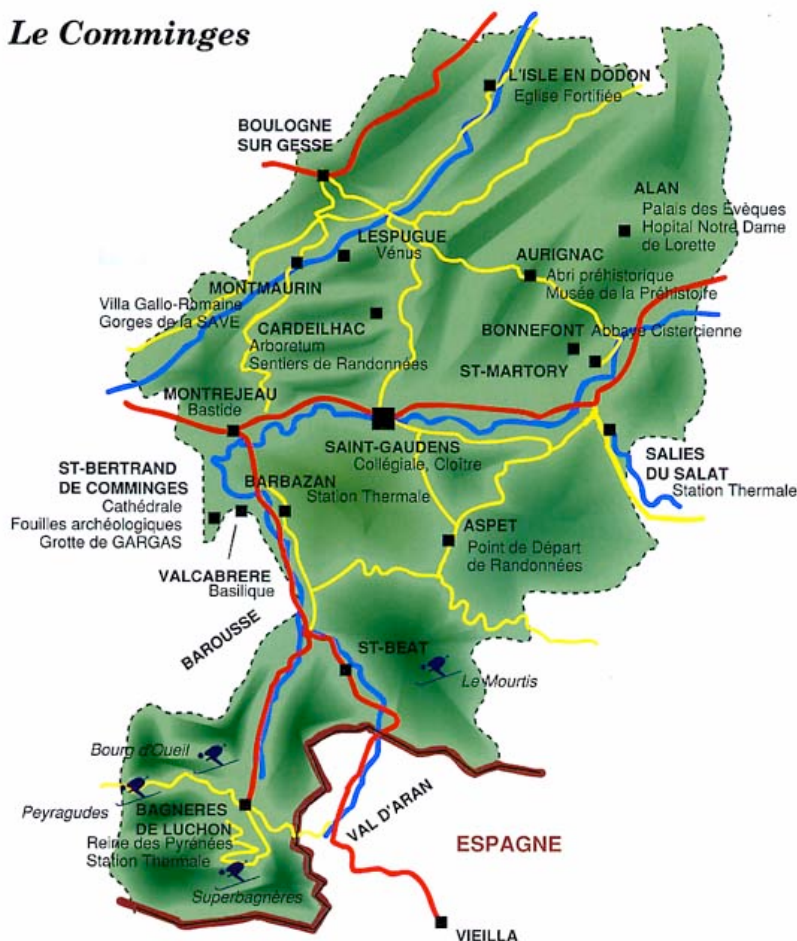 Le Comminges
L'ISLE EN DODON
Eglise Fortifiée
BOULOGNE
SUR GESSE
ALAN
Palais des Evèques
Hopital Notre Dame
de Lorette
LESPUGUE
Vénus
AURIGNAC
Abri préhistorique
Musée de la Préhistoire
MONTMAURIN
Villa Gallo-Romaine
Gorges de la SAVE
CARDEILHAC
Arboretum
Sentiers de Randonnées
BONNEFONT Abbaye Cistercienne
ST-MARTORY
MONTREJEAU
Bastide
SAINT-GAUDENS
Collégiale, Cloître
SALIES
DU SALAT
Station Thermale
ST-BERTRAND
DE COMMINGES
Cathédrale
Fouilles archéologiques
Grotte de GARGAS
BARBAZAN
Station Thermale
ASPET
Point de Départ
de Randonnées
VALCABRERE
Basilique
BAROUSSE
ST-BEAT
Le Mourtis
Bourg d'Oueil
Peyragudes
BAGNERES
DE LUCHON
Reine des Pyrénées
Station Thermale
Superbagnères
VAL D'ARAN
ESPAGNE
VIEILLA